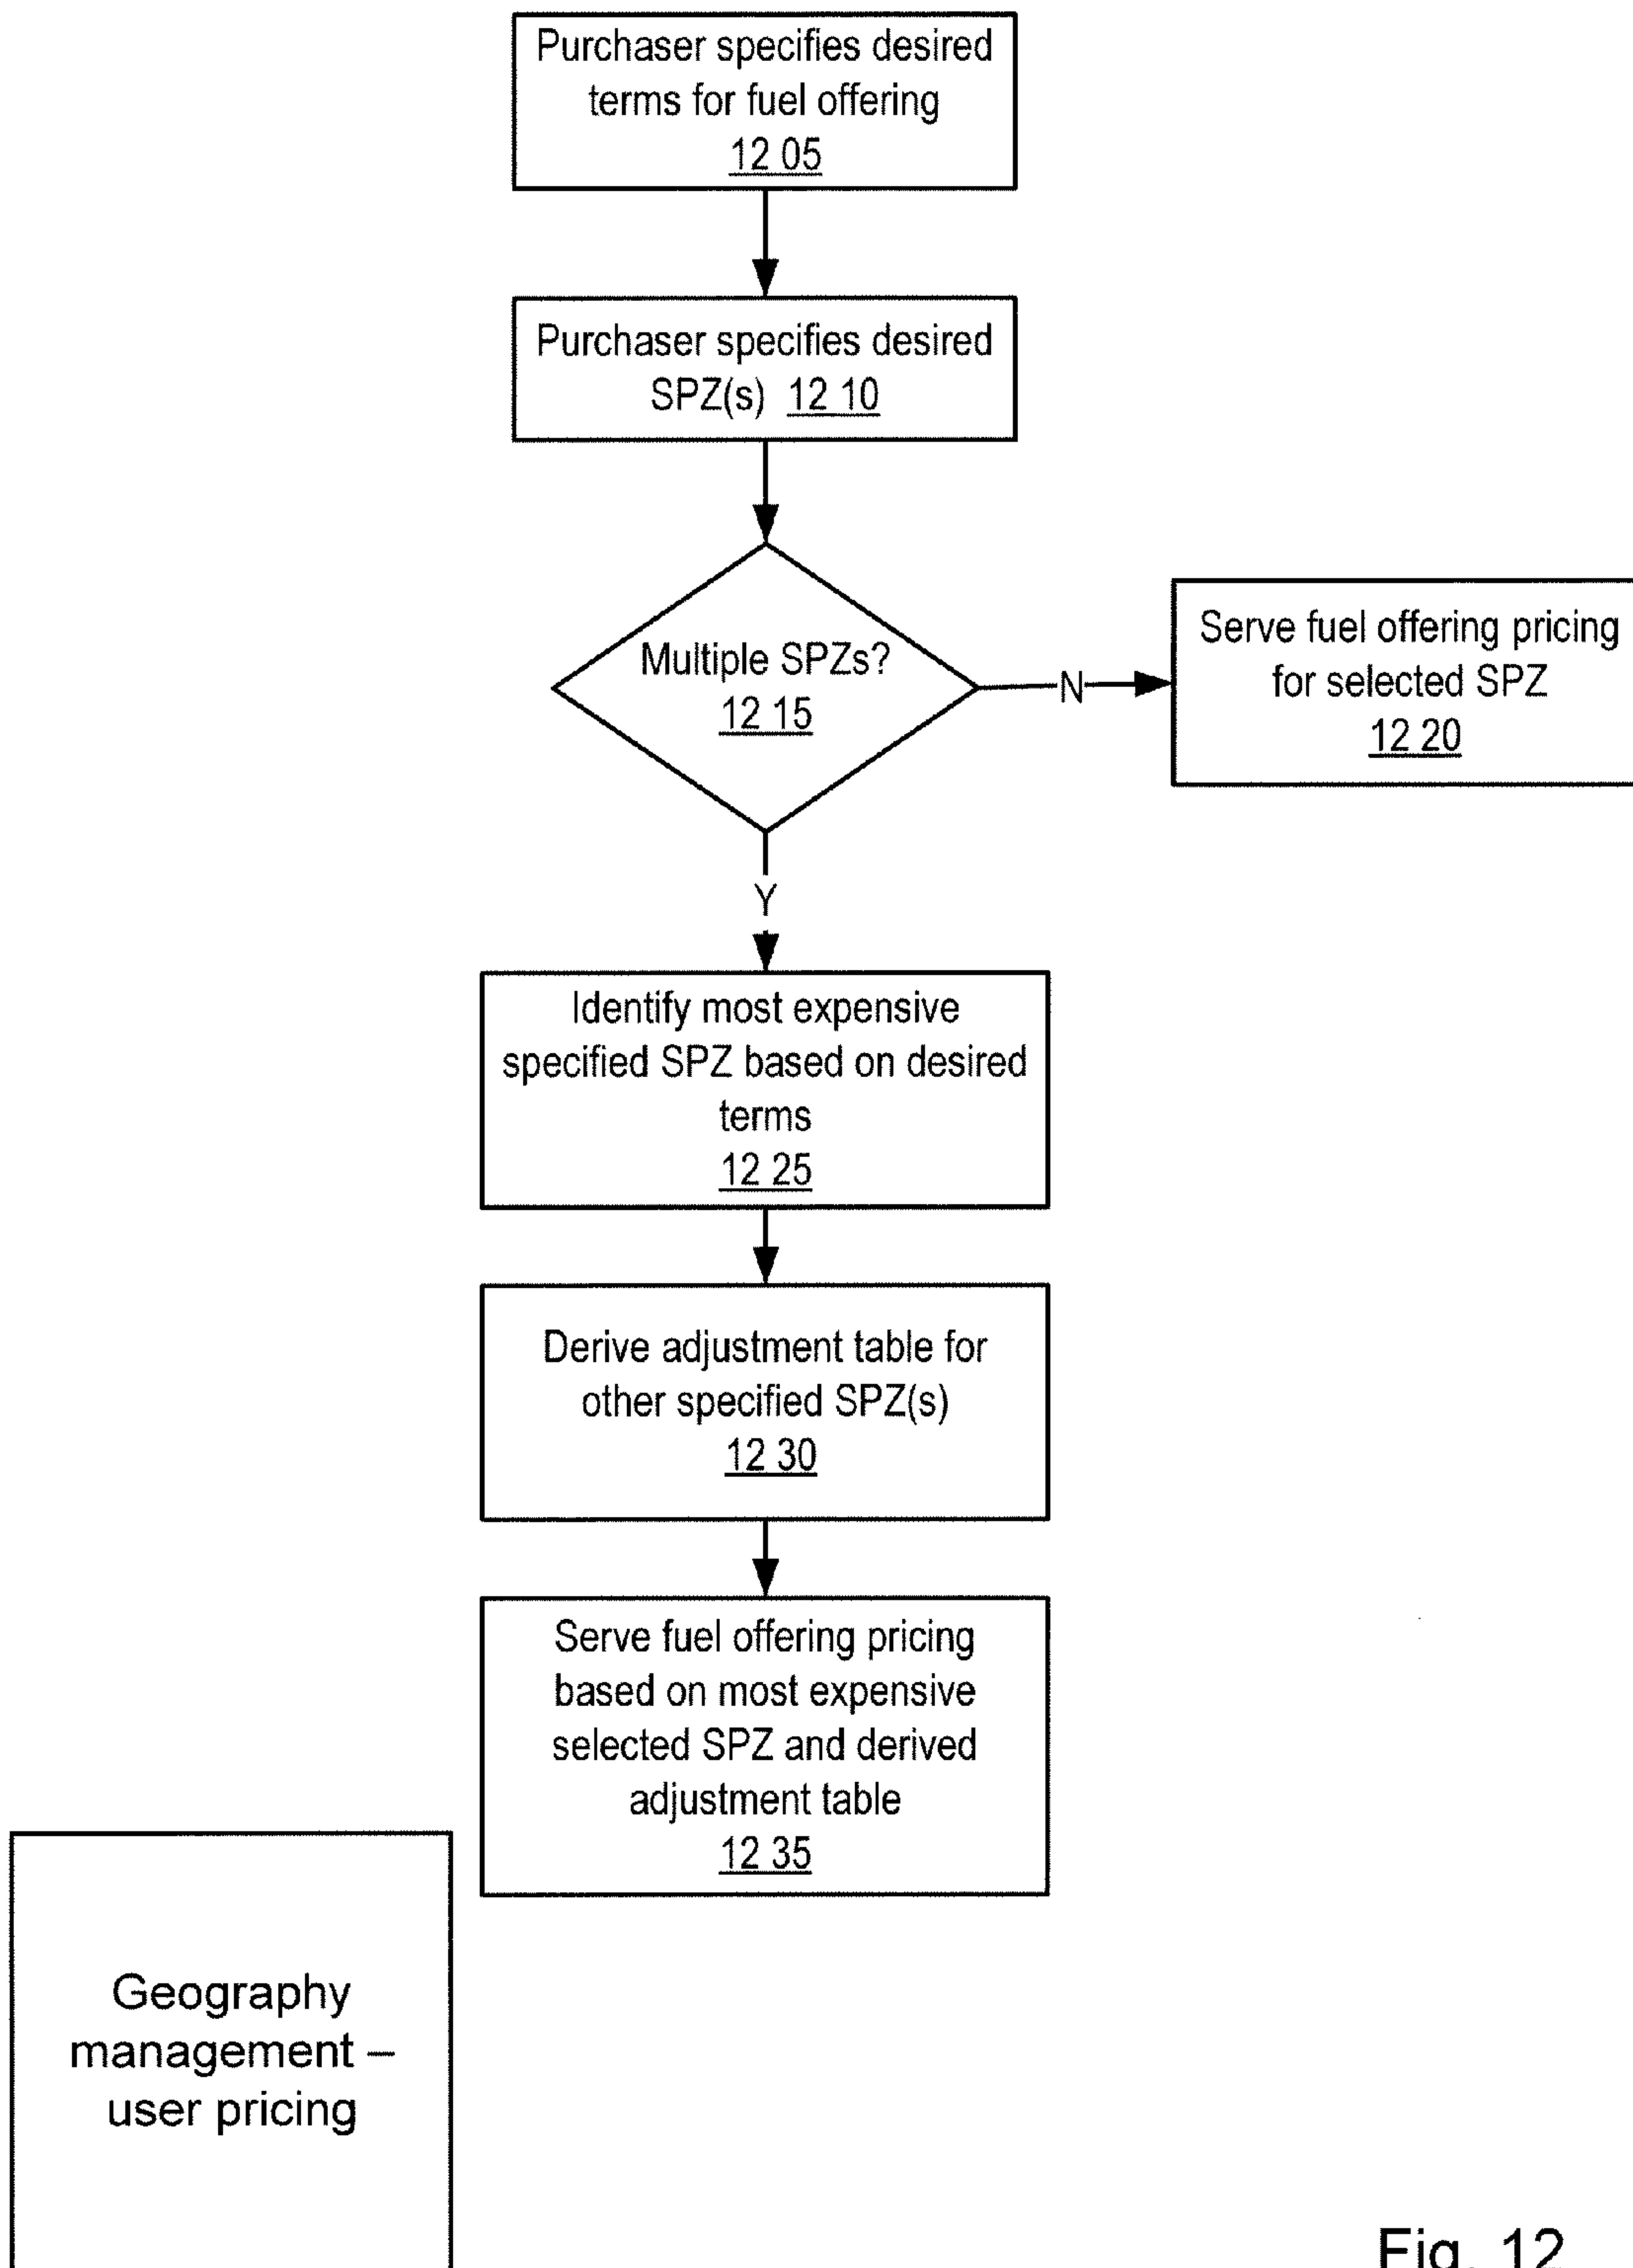 Purchaser specifies desired
terms for fuel offering
12 05
Purchaser specifies desired
SPZ(s) 12 10
Multiple SPZs?
12 15
N
Serve fuel offering pricing
for selected SPZ
12 20
Y
Identify most expensive
specified SPZ based on desired
terms
12 25
Derive adjustment table for
other specified SPZ(s)
12 30
Serve fuel offering pricing
based on most expensive
selected SPZ and derived
adjustment table
12 35
Geography
management –
user pricing
Fig. 12